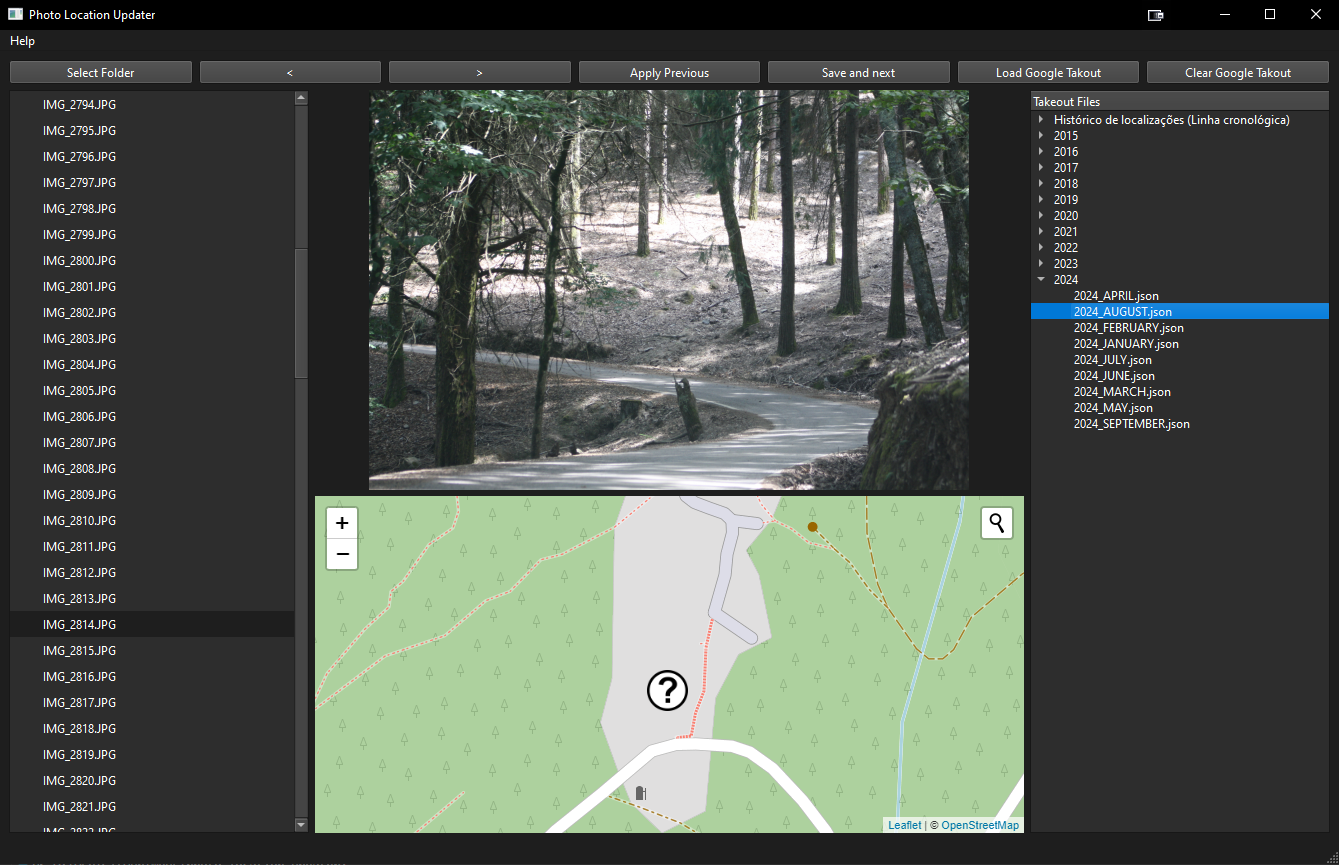 Photo Location Updater
Help
Select Folder
<
>
Apply Previous
Save and next
Load Google Takout
Clear Google Takout
IMG_2794.JPG
IMG_2795.JPG
IMG_2796.JPG
IMG_2797.JPG
IMG_2798.JPG
IMG_2799.JPG
IMG_2800.JPG
IMG_2801.JPG
IMG_2802.JPG
IMG_2803.JPG
IMG_2804.JPG
IMG_2805.JPG
IMG_2806.JPG
IMG_2807.JPG
IMG_2808.JPG
IMG_2809.JPG
IMG_2810.JPG
IMG_2811.JPG
IMG_2812.JPG
IMG_2813.JPG
IMG_2814.JPG
IMG_2815.JPG
IMG_2816.JPG
IMG_2817.JPG
IMG_2818.JPG
IMG_2819.JPG
IMG_2820.JPG
IMG_2821.JPG
+
−
?
Leaflet | © OpenStreetMap
Takeout Files
Histórico de localizações (Linha cronológica)
2015
2016
2017
2018
2019
2020
2021
2022
2023
2024
2024_APRIL.json
2024_AUGUST.json
2024_FEBRUARY.json
2024_JANUARY.json
2024_JULY.json
2024_JUNE.json
2024_MARCH.json
2024_MAY.json
2024_SEPTEMBER.json